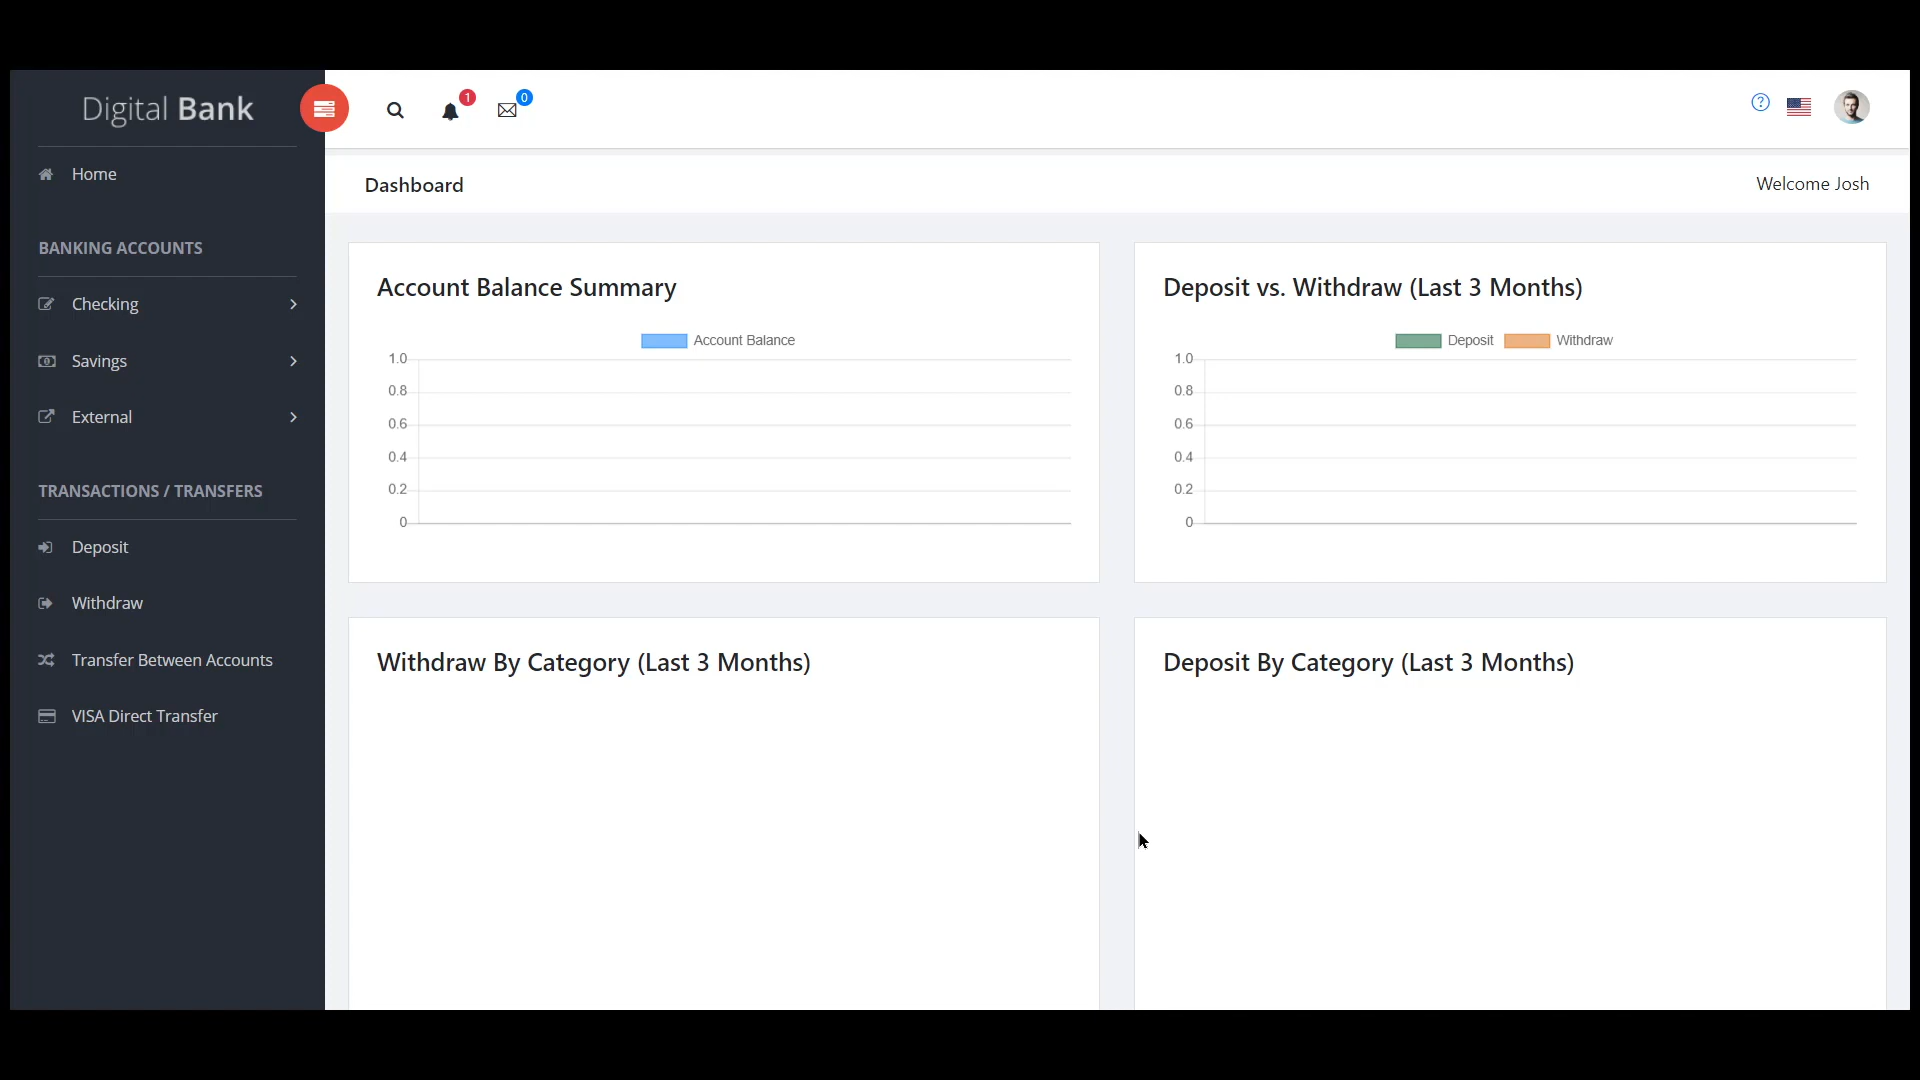 Digital Bank
1
0
?
Home
Dashboard
Welcome Josh
BANKING ACCOUNTS
Checking
Savings
External
TRANSACTIONS / TRANSFERS
Deposit
Withdraw
Transfer Between Accounts
VISA Direct Transfer
Account Balance Summary
Account Balance
1.0
0.8
0.6
0.4
0.2
0
Deposit vs. Withdraw (Last 3 Months)
Deposit Withdraw
1.0
0.8
0.6
0.4
0.2
0
Withdraw By Category (Last 3 Months)
Deposit By Category (Last 3 Months)